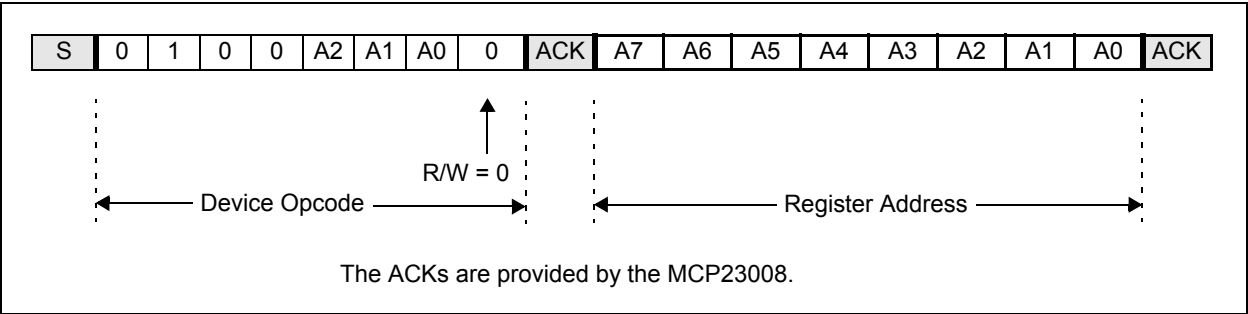 S 0 1 0 0 A2 A1 A0 0 ACK A7 A6 A5 A4 A3 A2 A1 A0 ACK
R/W = 0
Device Opcode Register Address
The ACKs are provided by the MCP23008.